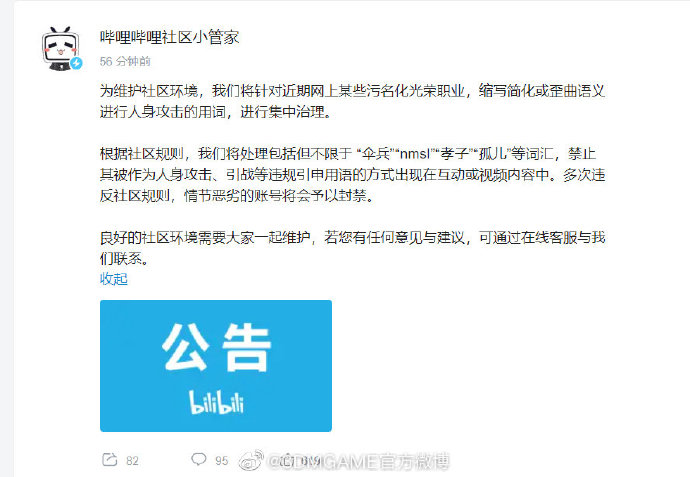 哔哩哔哩社区小管家
56 分钟前
为维护社区环境，我们将针对近期网上某些污名化光荣职业，缩写简化或歪曲语义
进行人身攻击的用词，进行集中治理。
根据社区规则，我们将处理包括但不限于 “伞兵”“nmsl”“孝子”“孤儿”等词汇，禁止
其被作为人身攻击、引战等违规引申用语的方式出现在互动或视频内容中。多次违
反社区规则，情节恶劣的账号将会予以封禁。
良好的社区环境需要大家一起维护，若您有任何意见与建议，可通过在线客服与我
们联系。
收起
公告
bilibili
82 95 @3DMGAME官方微博